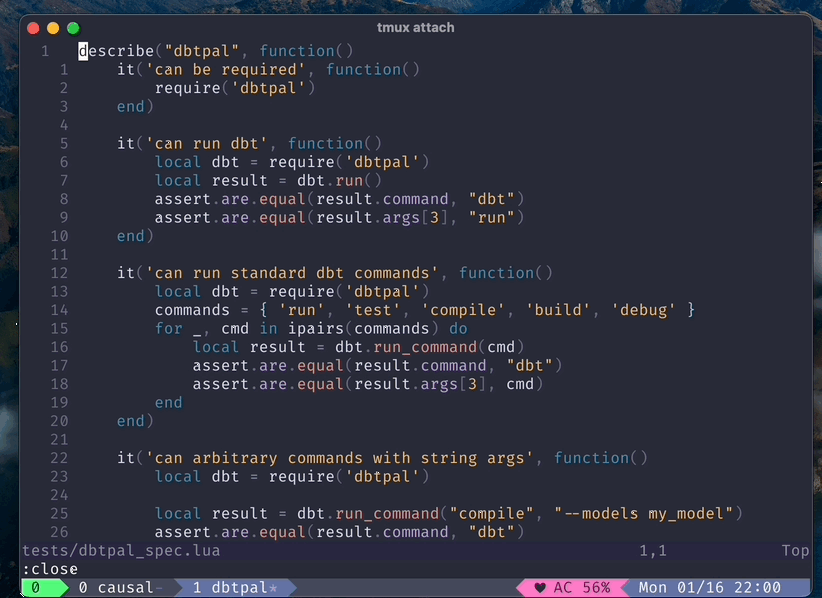 tmux attach
1 describe("dbtpal", function()
1 it('can be required', function()
2 require('dbtpal')
3 end)
4
5 it('can run dbt', function()
6 local dbt = require('dbtpal')
7 local result = dbt.run()
8 assert.are.equal(result.command, "dbt")
9 assert.are.equal(result.args[3], "run")
10 end)
11
12 it('can run standard dbt commands', function()
13 local dbt = require('dbtpal')
14 commands = { 'run', 'test', 'compile', 'build', 'debug' }
15 for _, cmd in ipairs(commands) do
16 local result = dbt.run_command(cmd)
17 assert.are.equal(result.command, "dbt")
18 assert.are.equal(result.args[3], cmd)
19 end
20 end)
21
22 it('can arbitrary commands with string args', function()
23 local dbt = require('dbtpal')
24
25 local result = dbt.run_command("compile", "--models my_model")
26 assert.are.equal(result.command, "dbt")
tests/dbtpal_spec.lua 1,1 Top
:close
0 0 causal- 1 dbtpal* ♥ AC 56% Mon 01/16 22:00